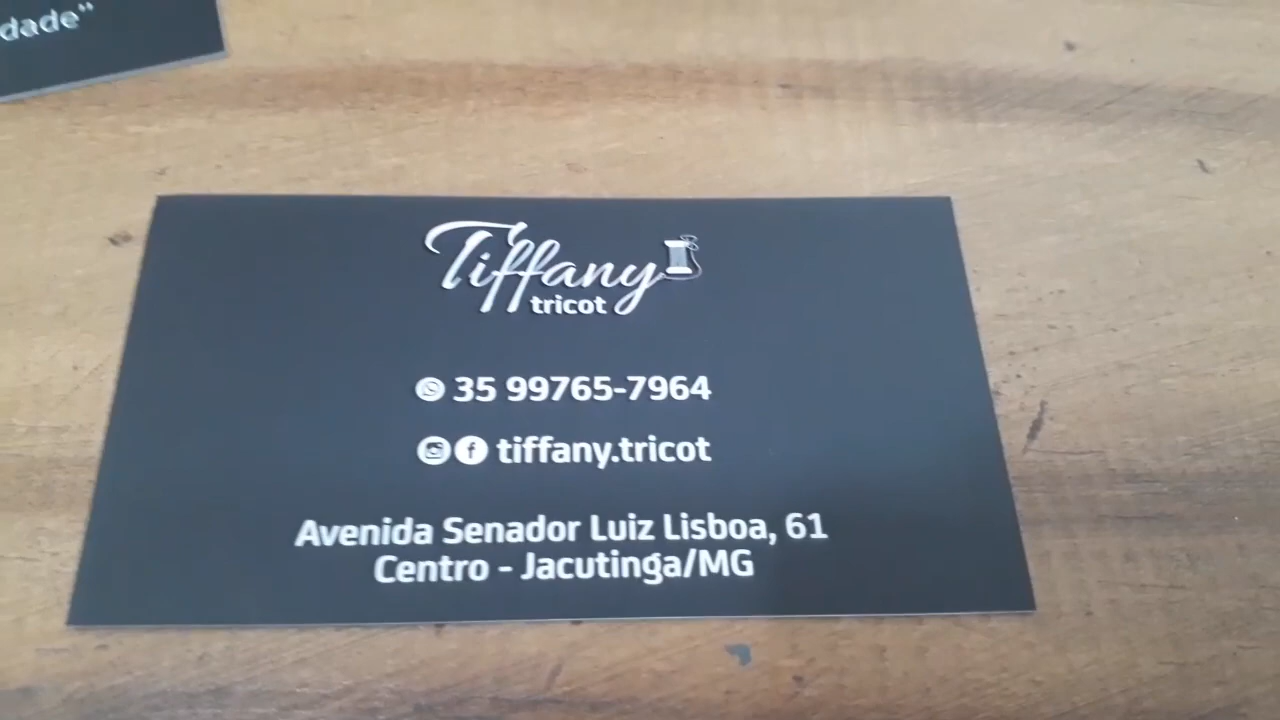 dade"
Tiffany
tricot
35 99765-7964
tiffany.tricot
Avenida Senador Luiz Lisboa, 61
Centro - Jacutinga/MG